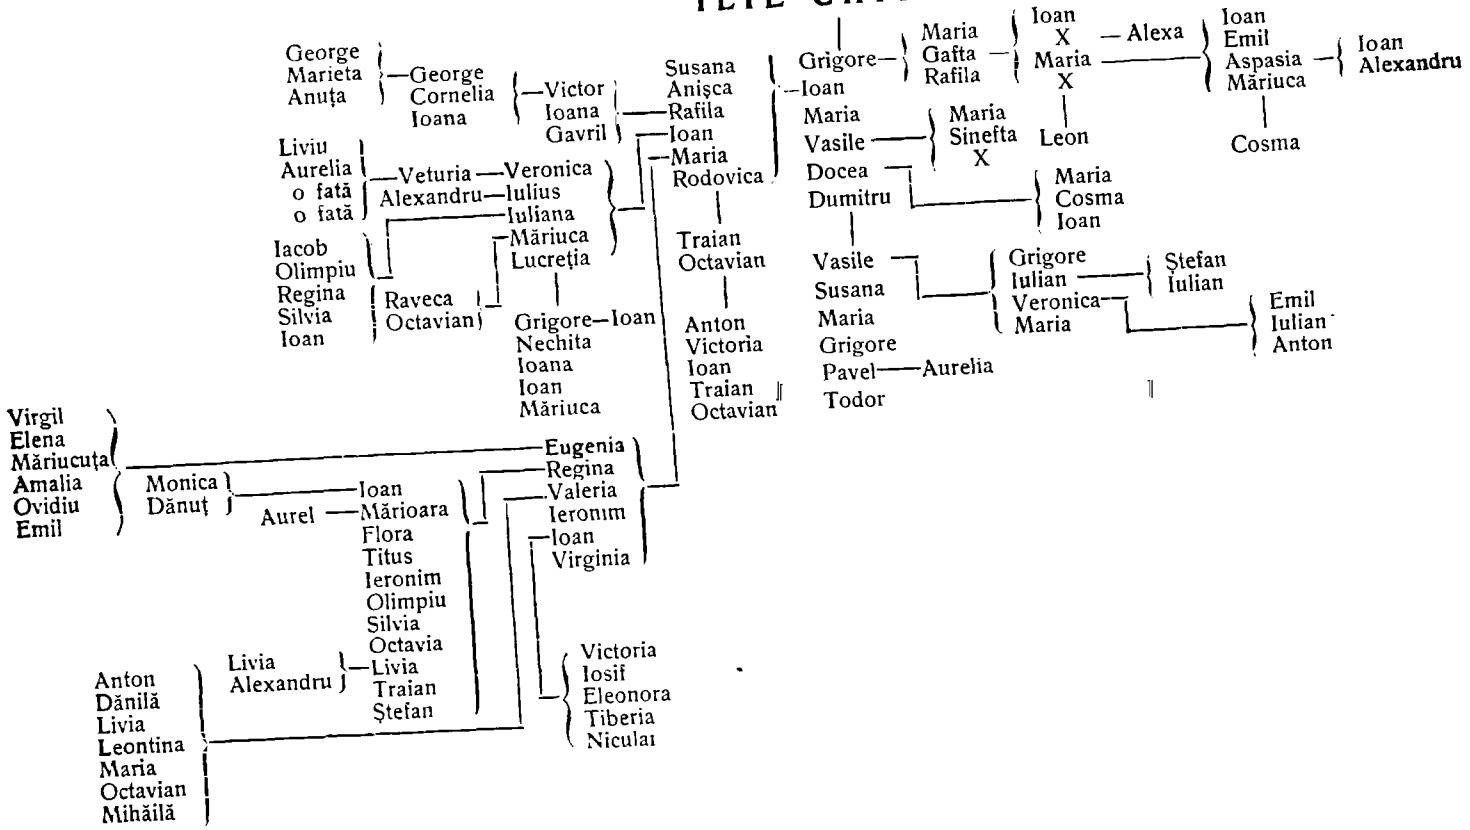 George
Marieta
Anuța
George
Cornelia
Ioana
Victor
Ioana
Gavril
Susana
Anișca
Rafila
Ioan
Maria
Rodovica
Grigore
Ioan
Maria
Vasile
Docea
Dumitru
Maria
Gafta
Rafila
Ioan
X
Maria
X
Leon
Alexa
Ioan
Emil
Aspasia
Măriuca
Cosma
Ioan
Alexandru
Maria
Sinefta
X
Maria
Cosma
Ioan
Liviu
Aurelia
o fată
o fată
Veturia
Alexandru
Veronica
Iulius
Iuliana
Măriuca
Lucreția
Iacob
Olimpiu
Regina
Silvia
Ioan
Raveca
Octavian
Grigore Ioan
Nechita
Ioana
Ioan
Măriuca
Traian
Octavian
Anton
Victoria
Ioan
Traian
Octavian
Vasile
Susana
Maria
Grigore
Pavel Aurelia
Todor
Grigore
Iulian
Veronica
Maria
Ștefan
Iulian
Emil
Iulian
Anton
Virgil
Elena
Măriucuța
Amalia
Ovidiu
Emil
Monica
Dănuț
Aurel
Ioan
Mărioara
Flora
Titus
Ieronim
Olimpiu
Silvia
Octavia
Livia
Traian
Ștefan
Eugenia
Regina
Valeria
Ieronim
Ioan
Virginia
Livia
Alexandru
Victoria
Iosif
Eleonora
Tiberia
Niculai
Anton
Dănilă
Livia
Leontina
Maria
Octavian
Mihăilă